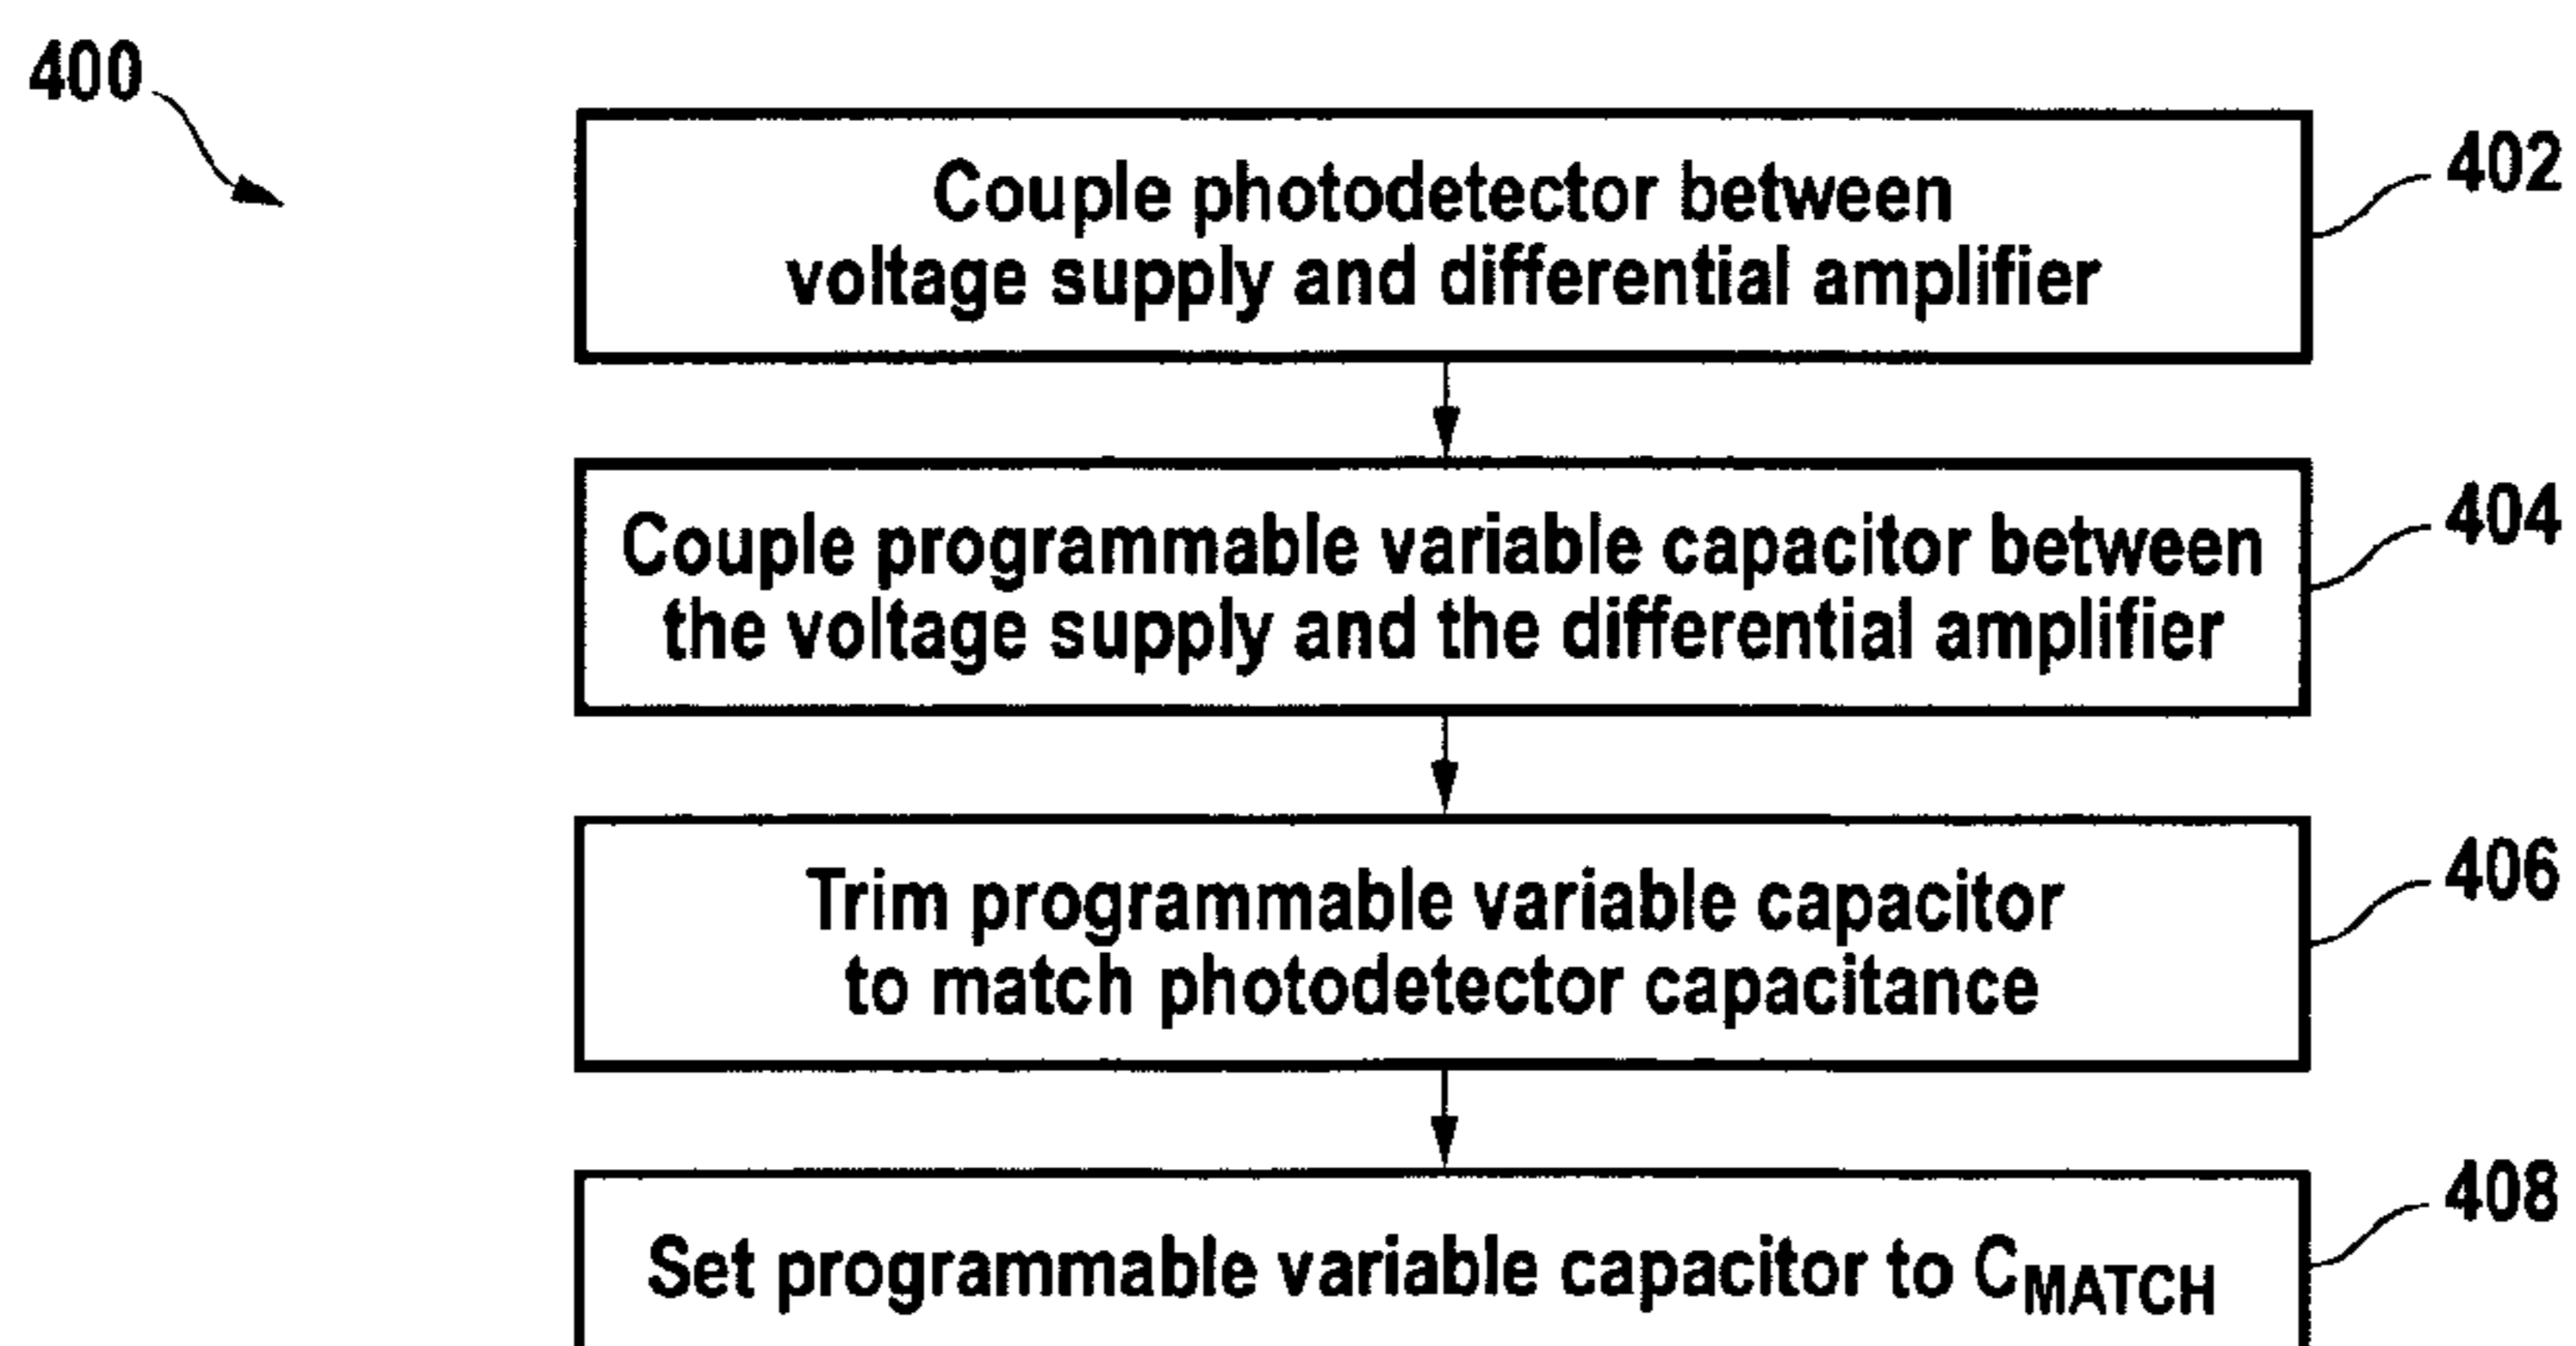 400
Couple photodetector between
voltage supply and differential amplifier
402
Couple programmable variable capacitor between
the voltage supply and the differential amplifier
404
Trim programmable variable capacitor
to match photodetector capacitance
406
Set programmable variable capacitor to CMATCH
408